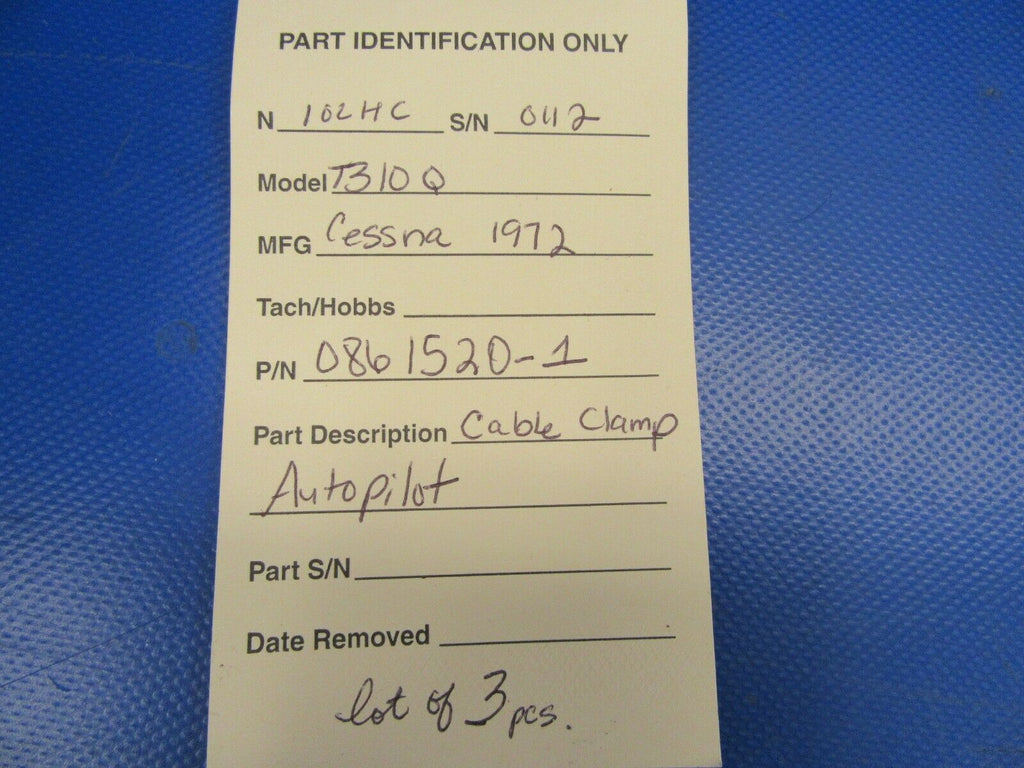 PART IDENTIFICATION ONLY
N 102HC S/N 0112
Model T310Q
MFG Cessna 1972
Tach/Hobbs
P/N 0861520-1
Part Description Cable Clamp
Autopilot
Part S/N
Date Removed
lot of 3 pcs.